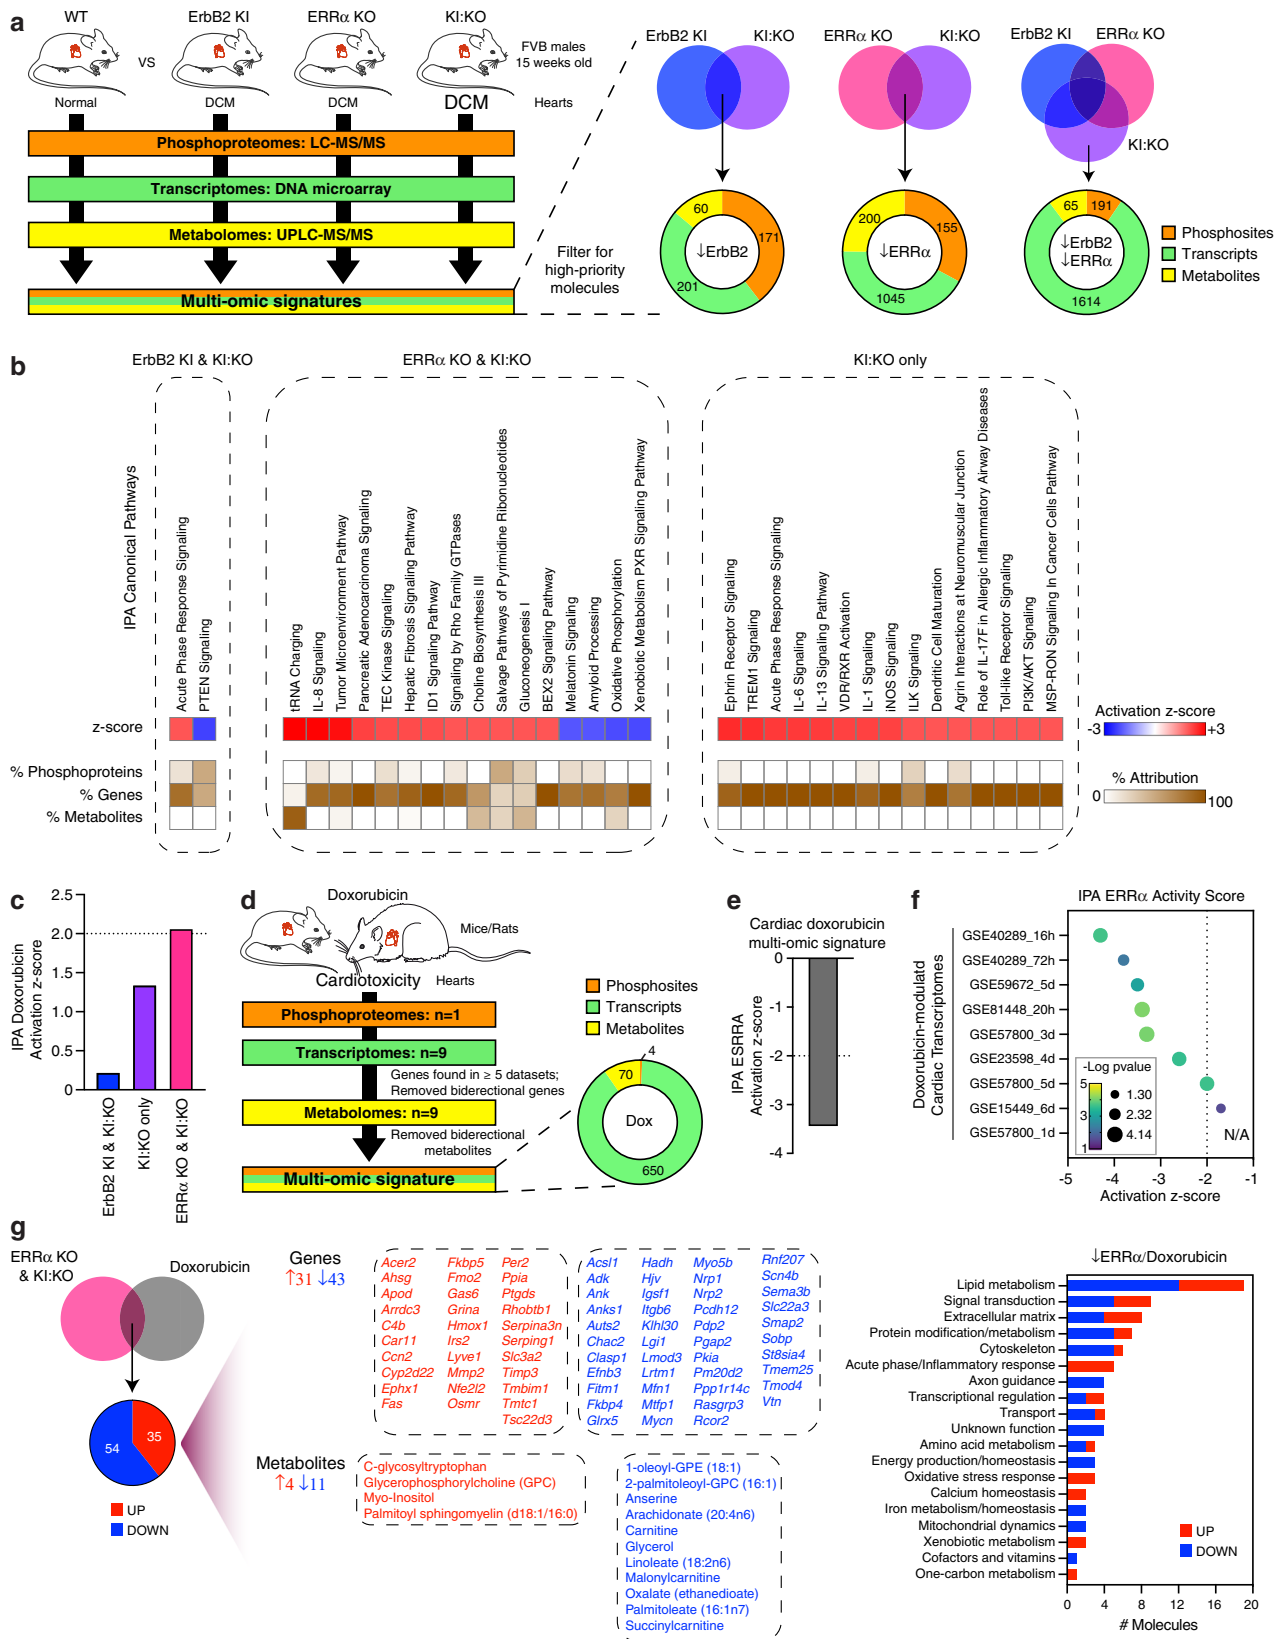 a
WT
ErbB2 KI
ERRα KO
KI:KO
VS
FVB males
15 weeks old
Normal
DCM
DCM
DCM
Hearts
Phosphoproteomes: LC-MS/MS
Transcriptomes: DNA microarray
Metabolomes: UPLC-MS/MS
Multi-omic signatures
Filter for
high-priority
molecules
ErbB2 KI
KI:KO
ERRα KO
KI:KO
ErbB2 KI
ERRα KO
KI:KO
60
171
201
↓ErbB2
200
155
1045
↓ERRα
65
191
1614
↓ErbB2
↓ERRα
Phosphosites
Transcripts
Metabolites
b
ErbB2 KI & KI:KO
ERRα KO & KI:KO
KI:KO only
IPA Canonical Pathways
Acute Phase Response Signaling
PTEN Signaling
tRNA Charging
IL-8 Signaling
Tumor Microenvironment Pathway
Pancreatic Adenocarcinoma Signaling
TEC Kinase Signaling
Hepatic Fibrosis Signaling Pathway
ID1 Signaling Pathway
Signaling by Rho Family GTPases
Choline Biosynthesis III
Salvage Pathways of Pyrimidine Ribonucleotides
Gluconeogenesis I
BEX2 Signaling Pathway
Melatonin Signaling
Amyloid Processing
Oxidative Phosphorylation
Xenobiotic Metabolism PXR Signaling Pathway
Ephrin Receptor Signaling
TREM1 Signaling
Acute Phase Response Signaling
IL-6 Signaling
IL-13 Signaling Pathway
VDR/RXR Activation
IL-1 Signaling
iNOS Signaling
ILK Signaling
Dendritic Cell Maturation
Agrin Interactions at Neuromuscular Junction
Role of IL-17F in Allergic Inflammatory Airway Diseases
Toll-like Receptor Signaling
PI3K/AKT Signaling
MSP-RON Signaling In Cancer Cells Pathway
z-score
% Phosphoproteins
% Genes
% Metabolites
Activation z-score
-3
+3
% Attribution
0
100
c
IPA Doxorubicin
Activation z-score
2.5
2.0
1.5
1.0
0.5
0
ErbB2 KI & KI:KO
KI:KO only
ERRα KO & KI:KO
d
Doxorubicin
Mice/Rats
Cardiotoxicity
Hearts
Phosphoproteomes: n=1
Transcriptomes: n=9
Genes found in ≥ 5 datasets;
Removed biderectional genes
Metabolomes: n=9
Removed biderectional
metabolites
Multi-omic signature
Phosphosites
Transcripts
Metabolites
4
70
Dox
650
e
Cardiac doxorubicin
multi-omic signature
IPA ESRRA
Activation z-score
0
-1
-2
-3
-4
f
IPA ERRα Activity Score
Doxorubicin-modulatd
Cardiac Transcriptomes
GSE40289_16h
GSE40289_72h
GSE59672_5d
GSE81448_20h
GSE57800_3d
GSE23598_4d
GSE57800_5d
GSE15449_6d
GSE57800_1d
-Log pvalue
5
3
1
1.30
2.32
4.14
N/A
-5
-4
-3
-2
-1
Activation z-score
g
ERRα KO
& KI:KO
Doxorubicin
54
35
UP
DOWN
Genes
↑31 ↓43
Acer2
Ahsg
Apod
Arrdc3
C4b
Car11
Ccn2
Cyp2d22
Ephx1
Fas
Fkbp5
Fmo2
Gas6
Grina
Hmox1
Irs2
Lyve1
Mmp2
Nfe2l2
Osmr
Per2
Ppia
Ptgds
Rhobtb1
Serpina3n
Serping1
Slc3a2
Timp3
Tmbim1
Tmtc1
Tsc22d3
Acsl1
Adk
Ank
Anks1
Auts2
Chac2
Clasp1
Efnb3
Fitm1
Fkbp4
Glrx5
Hadh
Hjv
Igsf1
Itgb6
Klhl30
Lgi1
Lmod3
Lrtm1
Mfn1
Mtfp1
Mycn
Myo5b
Nrp1
Nrp2
Pcdh12
Pdp2
Pgap2
Pkia
Pm20d2
Ppp1r14c
Rasgrp3
Rcor2
Rnf207
Scn4b
Sema3b
Slc22a3
Smap2
Sobp
St8sia4
Tmem25
Tmod4
Vtn
Metabolites
↑4 ↓11
C-glycosyltryptophan
Glycerophosphorylcholine (GPC)
Myo-Inositol
Palmitoyl sphingomyelin (d18:1/16:0)
1-oleoyl-GPE (18:1)
2-palmitoleoyl-GPC (16:1)
Anserine
Arachidonate (20:4n6)
Carnitine
Glycerol
Linoleate (18:2n6)
Malonylcarnitine
Oxalate (ethanedioate)
Palmitoleate (16:1n7)
Succinylcarnitine
↓ERRα/Doxorubicin
Lipid metabolism
Signal transduction
Extracellular matrix
Protein modification/metabolism
Cytoskeleton
Acute phase/Inflammatory response
Axon guidance
Transcriptional regulation
Transport
Unknown function
Amino acid metabolism
Energy production/homeostasis
Oxidative stress response
Calcium homeostasis
Iron metabolism/homeostasis
Mitochondrial dynamics
Xenobiotic metabolism
Cofactors and vitamins
One-carbon metabolism
UP
DOWN
0
4
8
12
16
20
# Molecules